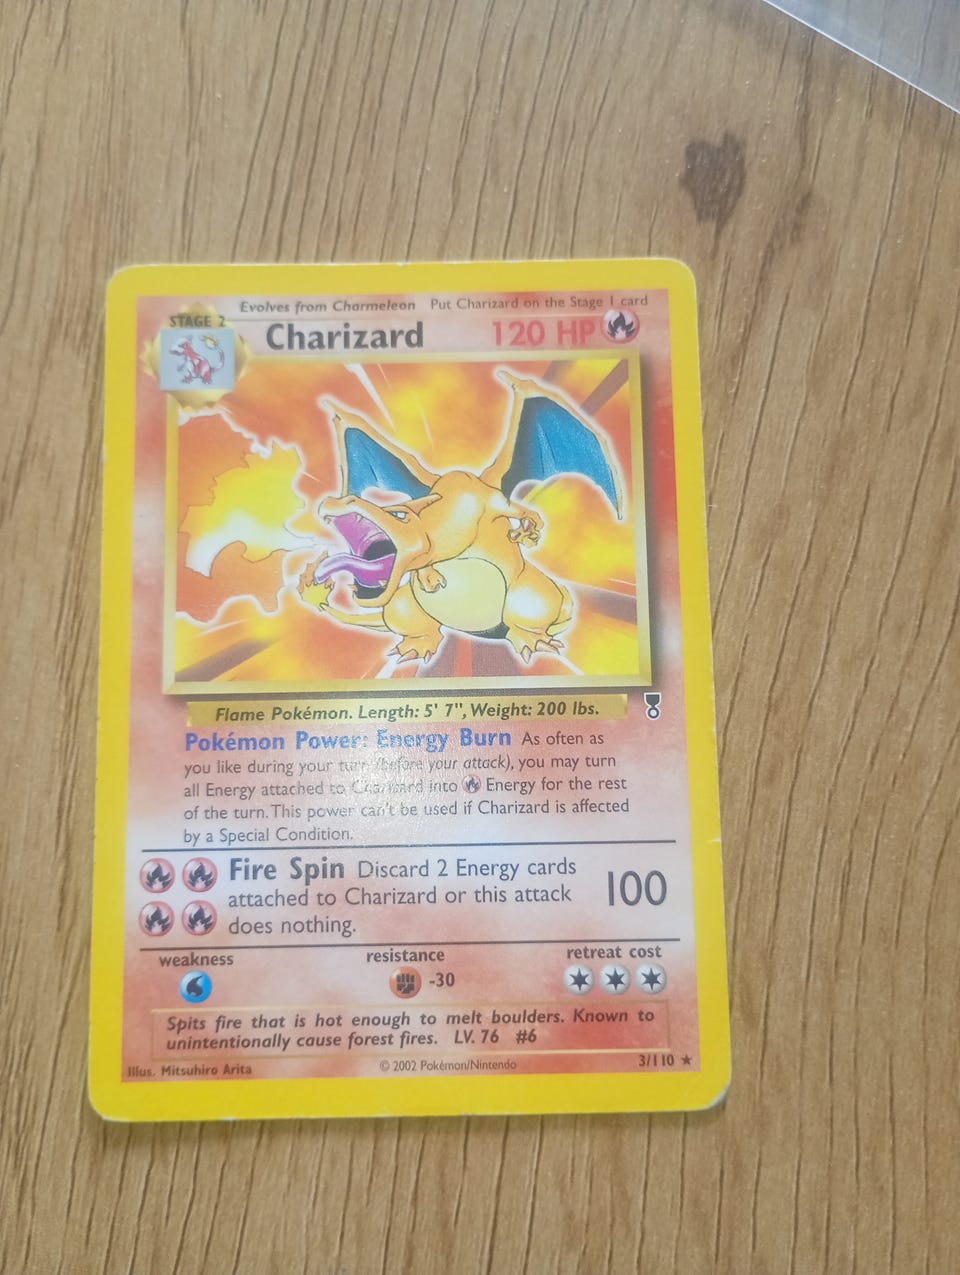 Evolves from Charmeleon Put Charizard on the Stage 1 card
STAGE 2
Charizard 120 HP
Flame Pokémon. Length: 5' 7", Weight: 200 lbs.
Pokémon Power: Energy Burn As often as
you like during your turn (before your attack), you may turn
all Energy attached to Charizard into Energy for the rest
of the turn. This power can't be used if Charizard is affected
by a Special Condition.
Fire Spin Discard 2 Energy cards
attached to Charizard or this attack 100
does nothing.
weakness resistance retreat cost
-30
Spits fire that is hot enough to melt boulders. Known to
unintentionally cause forest fires. LV. 76 #6
Illus. Mitsuhiro Arita © 2002 Pokémon/Nintendo 3/110 ★